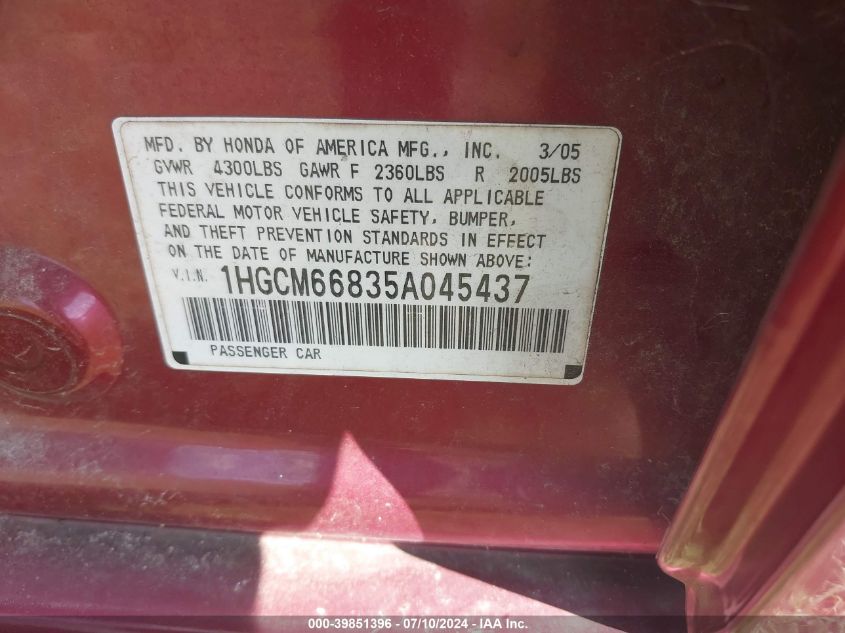 MFD. BY HONDA OF AMERICA MFG., INC. 3/05
GVWR 4300LBS GAWR F 2360LBS R 2005LBS
THIS VEHICLE CONFORMS TO ALL APPLICABLE
FEDERAL MOTOR VEHICLE SAFETY, BUMPER,
AND THEFT PREVENTION STANDARDS IN EFFECT
ON THE DATE OF MANUFACTURE SHOWN ABOVE:
V.I.N. 1HGCM66835A045437
PASSENGER CAR
000-39851396 - 07/10/2024 - IAA Inc.